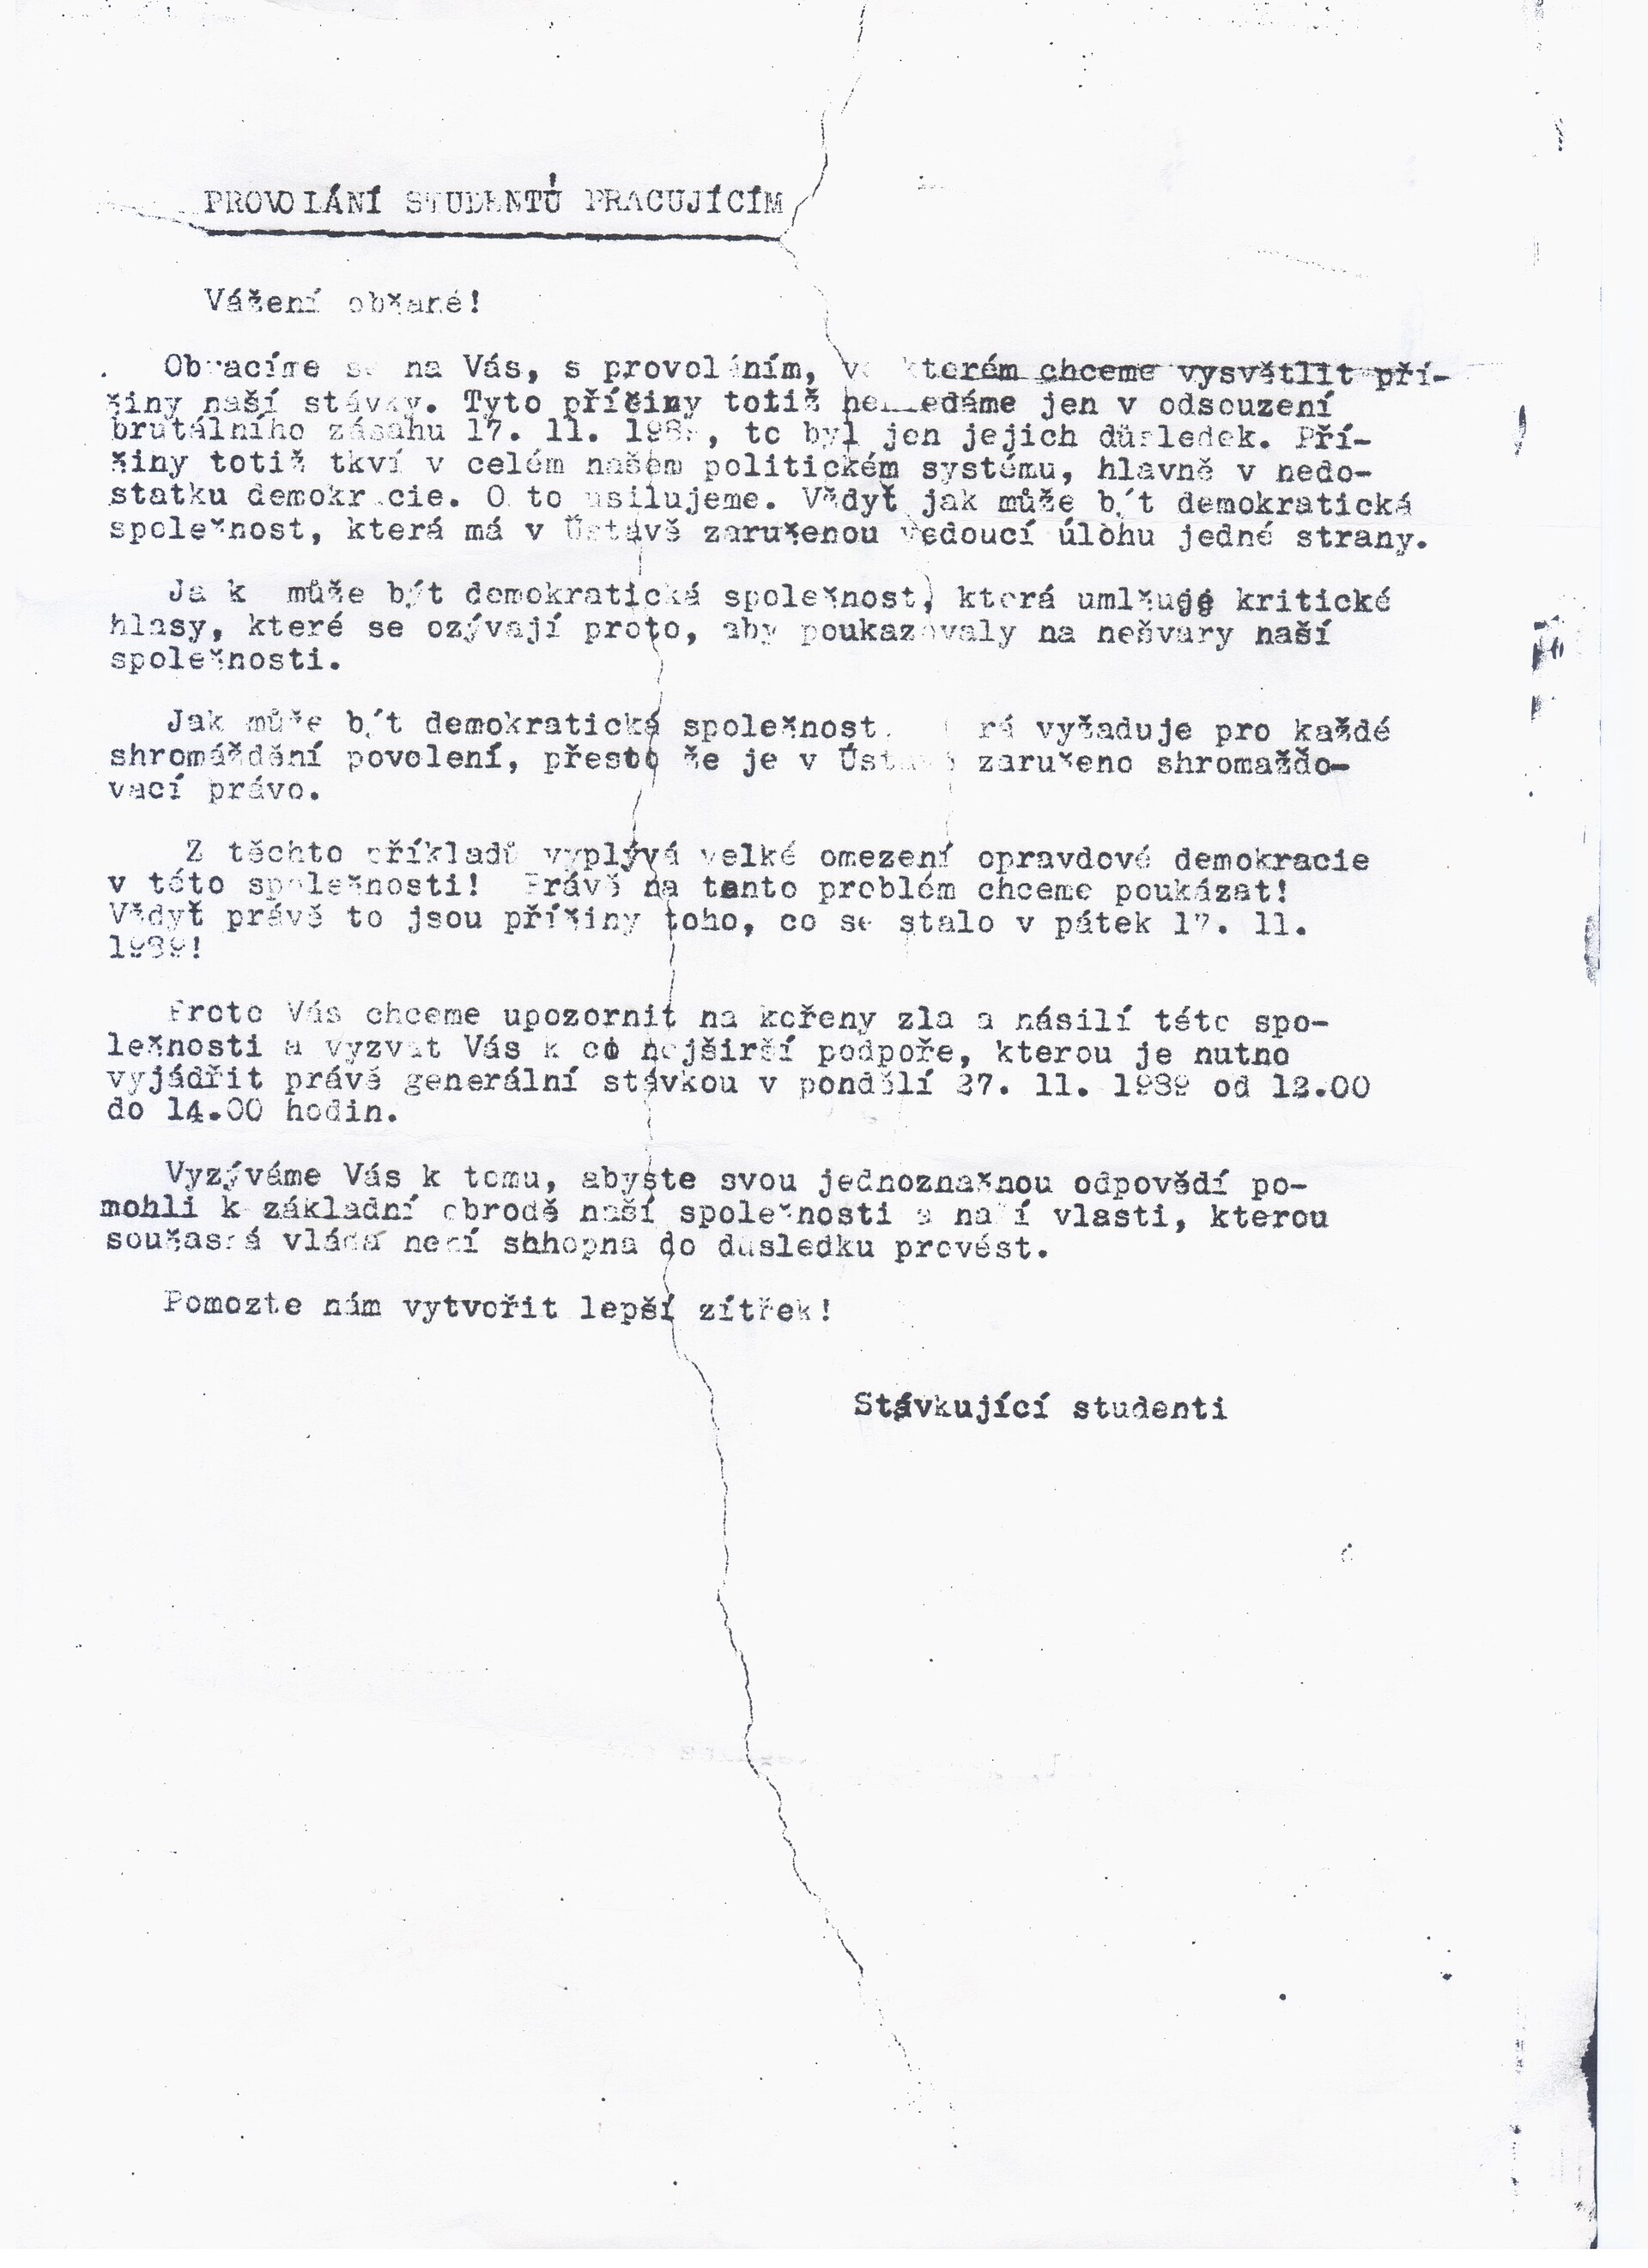 PROVOLÁNÍ STUDENTŮ PRACUJÍCÍM
Vážení občané!
Obracíme se na Vás, s provoláním, ve kterém chceme vysvětlit pří-
činy naší stávky. Tyto příčiny totiž nehledáme jen v odsouzení
brutálního zásahu 17. 11. 1989, to byl jen jejich důsledek. Pří-
činy totiž tkví v celém našem politickém systému, hlavně v nedo-
statku demokracie. O to usilujeme. Vždyť jak může být demokratická
společnost, která má v Ústavě zaručenou vedoucí úlohu jedné strany.
Ja k může být demokratická společnost, která umlčuje kritické
hlasy, které se ozývají proto, aby poukazovaly na nešvary naší
společnosti.
Jak může být demokratická společnost, která vyžaduje pro každé
shromáždění povolení, přesto že je v Ústavě zaručeno shromažďo-
vací právo.
Z těchto příkladů vyplývá velké omezení opravdové demokracie
v této společnosti! Právě na tento problém chceme poukázat!
Vždyť právě to jsou příčiny toho, co se stalo v pátek 17. 11.
1989!
Proto Vás chceme upozornit na kořeny zla a násilí této spo-
lečnosti a vyzvat Vás k co nejširší podpoře, kterou je nutno
vyjádřit právě generální stávkou v pondělí 27. 11. 1989 od 12.00
do 14.00 hodin.
Vyzýváme Vás k tomu, abyste svou jednoznačnou odpovědí po-
mohli k základní obrodě naší společnosti a naší vlasti, kterou
současná vláda není shhopna do důsledku provést.
Pomozte nám vytvořit lepší zítřek!
Stávkující studenti